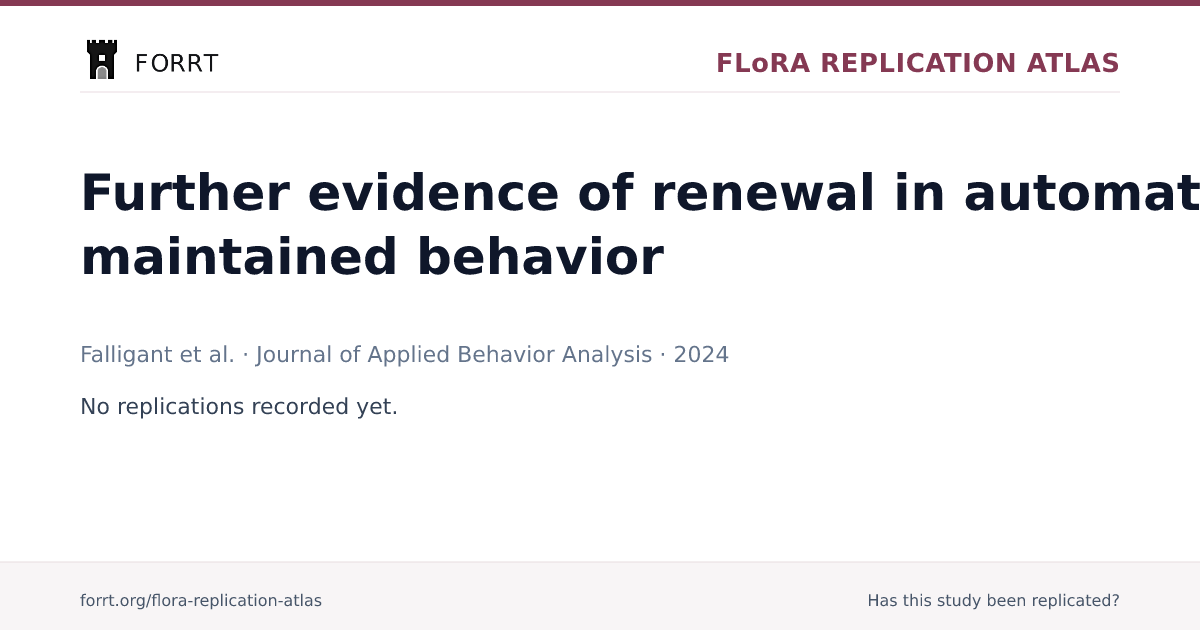 FORRT
FLoRA REPLICATION ATLAS
Further evidence of renewal in automat
maintained behavior
Falligant et al. · Journal of Applied Behavior Analysis · 2024
No replications recorded yet.
forrt.org/flora-replication-atlas
Has this study been replicated?